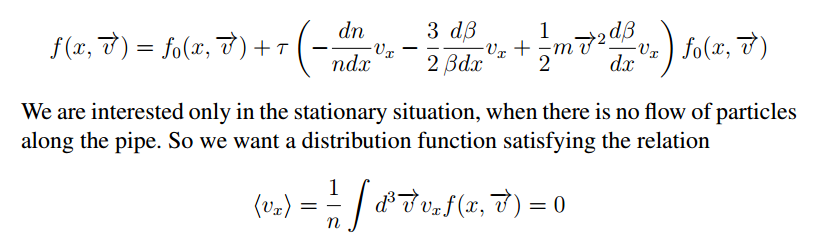 f(x, \overrightarrow{v}) = f_0(x, \overrightarrow{v}) + \tau \left( -\frac{dn}{ndx} v_x - \frac{3}{2} \frac{d\beta}{\beta dx} v_x + \frac{1}{2} m \overrightarrow{v}^2 \frac{d\beta}{dx} v_x \right) f_0(x, \overrightarrow{v})
We are interested only in the stationary situation, when there is no flow of particles
along the pipe. So we want a distribution function satisfying the relation
\langle v_x \rangle = \frac{1}{n} \int d^3 \overrightarrow{v} v_x f(x, \overrightarrow{v}) = 0